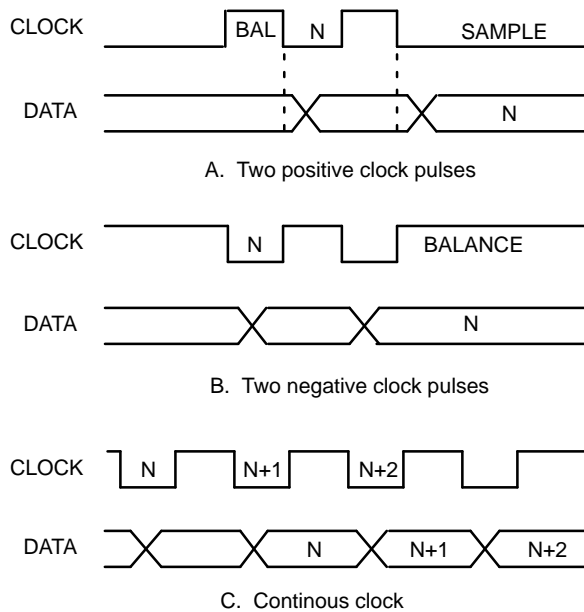 CLOCK BAL N SAMPLE
DATA N
A. Two positive clock pulses
CLOCK N BALANCE
DATA N
B. Two negative clock pulses
CLOCK N N+1 N+2
DATA N N+1 N+2
C. Continous clock